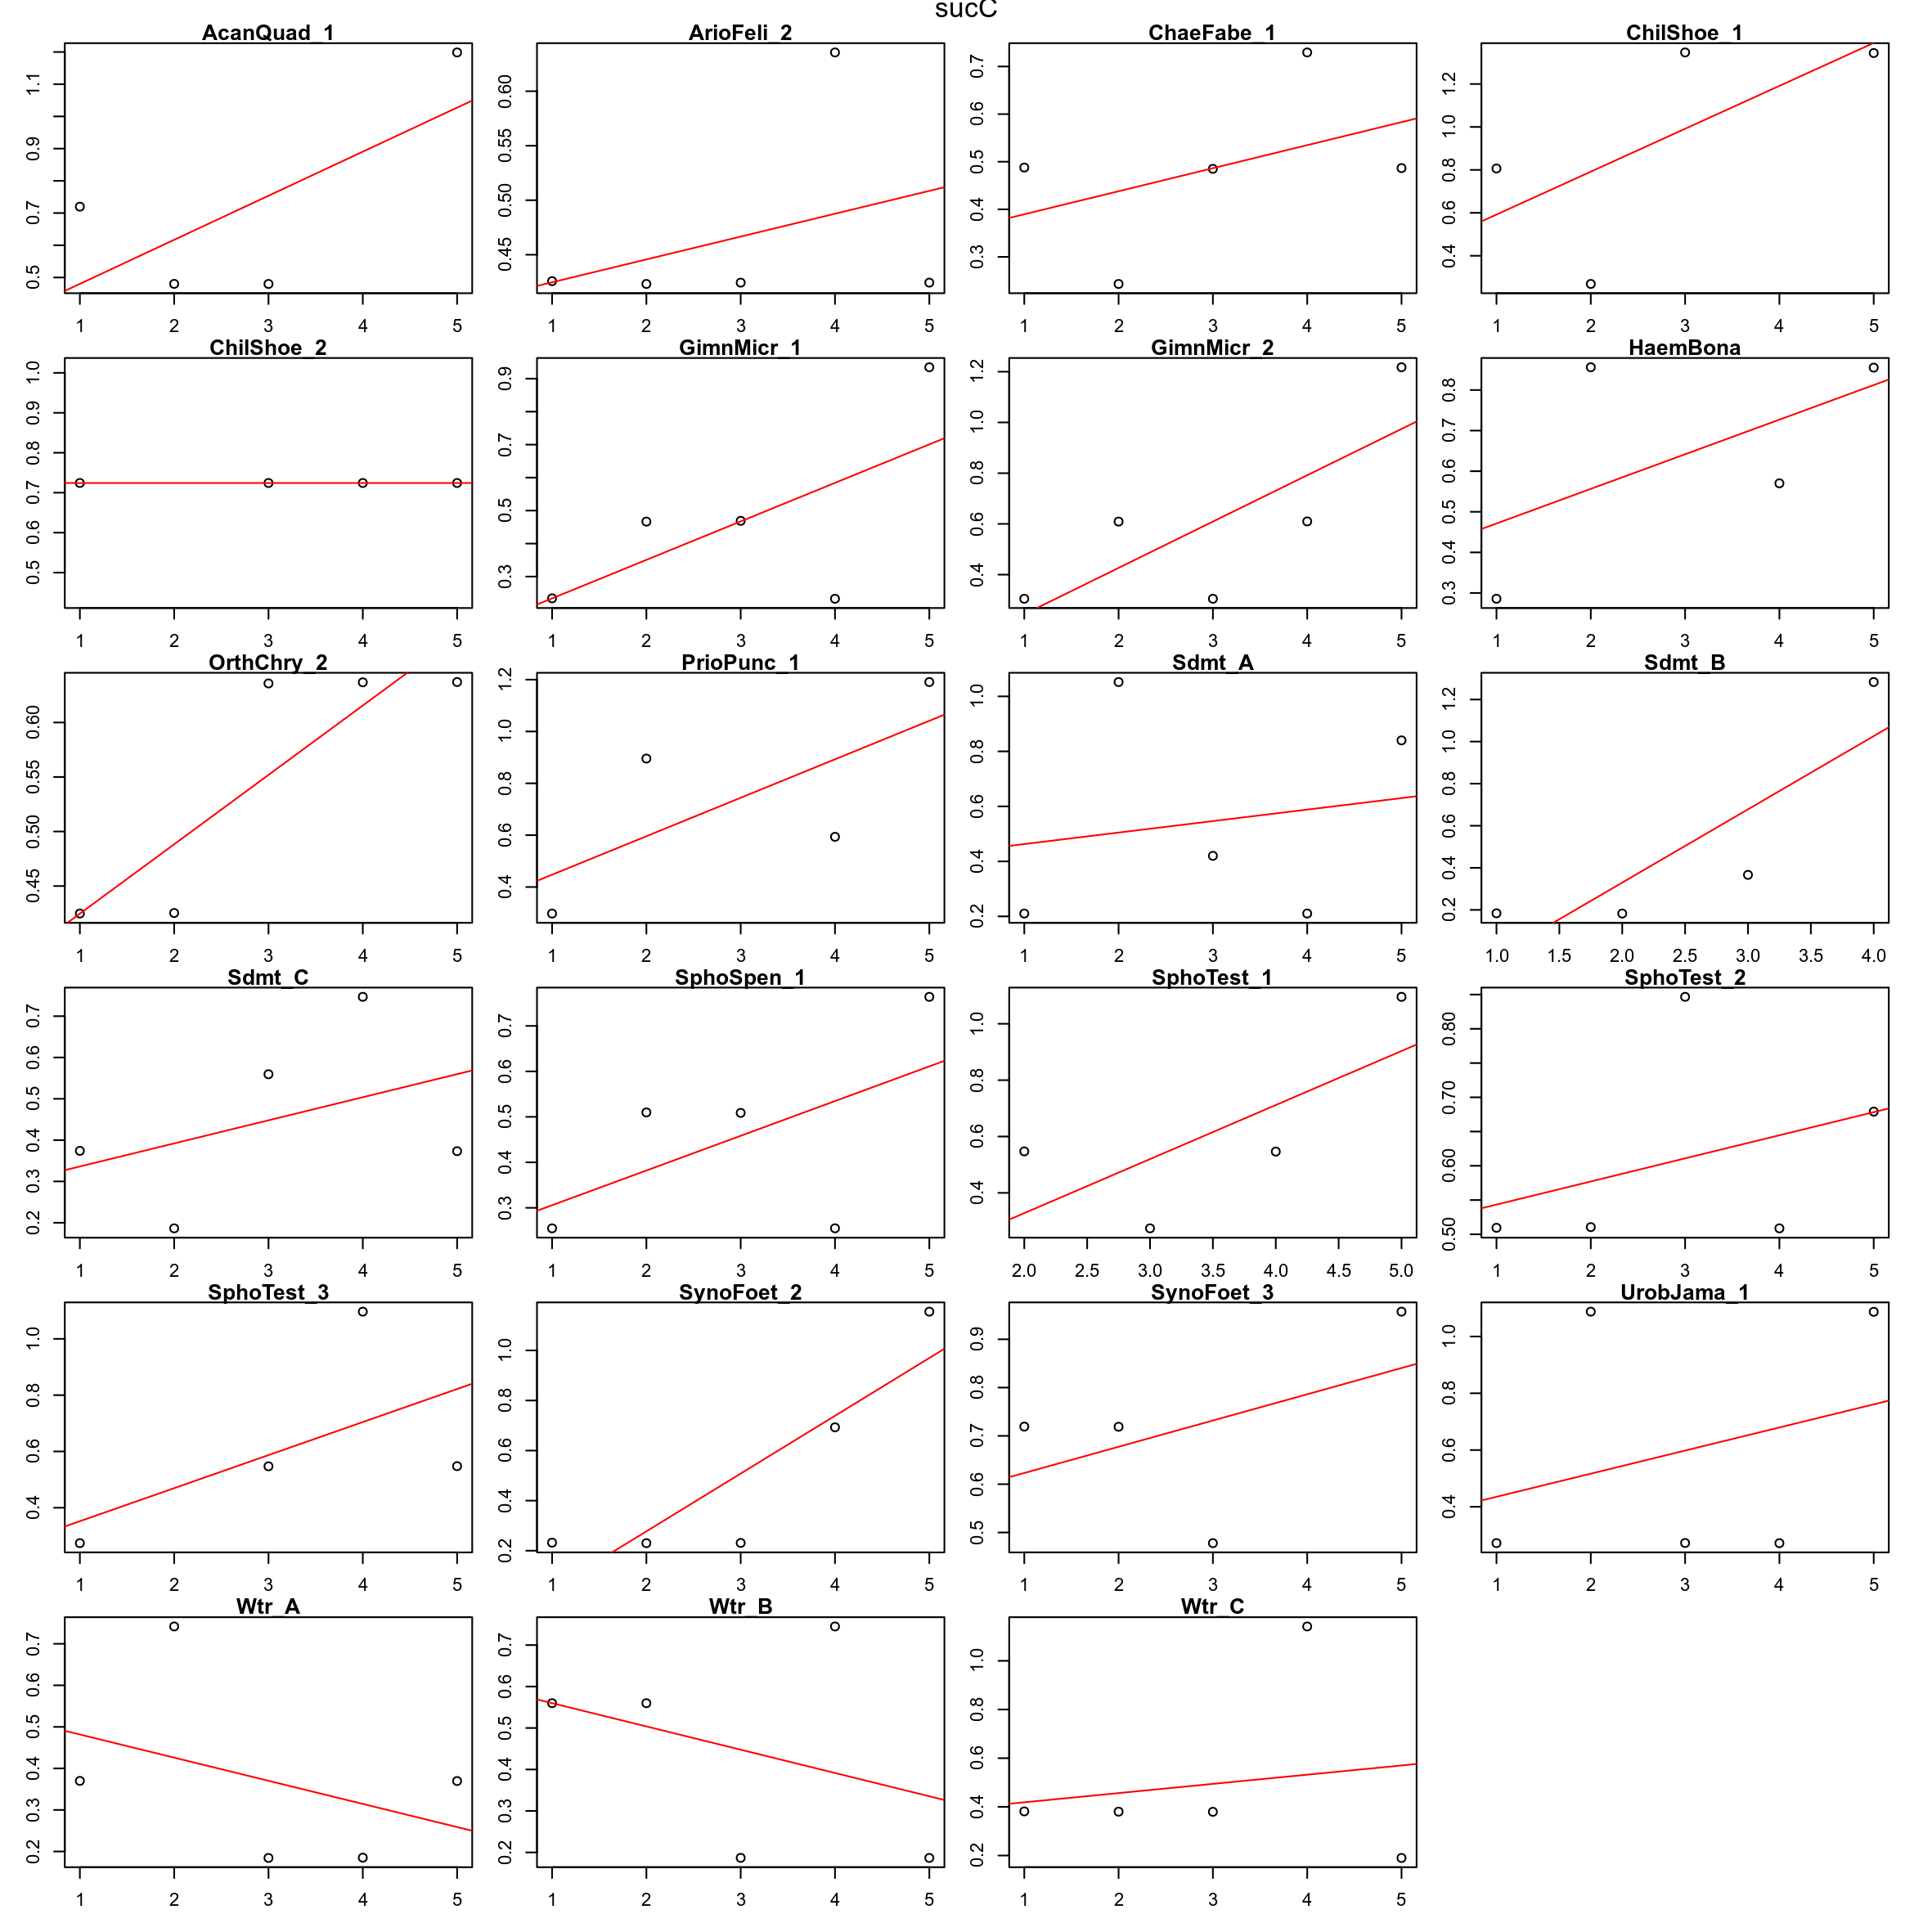 sucC
AcanQuad_1 ArioFeli_2 ChaeFabe_1 ChilShoe_1
0.5 0.7 0.9 1.1
0.45 0.50 0.55 0.60
0.3 0.4 0.5 0.6 0.7
0.4 0.6 0.8 1.0 1.2
1 2 3 4 5 1 2 3 4 5 1 2 3 4 5 1 2 3 4 5
ChilShoe_2 GimnMicr_1 GimnMicr_2 HaemBona
0.5 0.6 0.7 0.8 0.9 1.0
0.3 0.5 0.7 0.9
0.4 0.6 0.8 1.0 1.2
0.3 0.4 0.5 0.6 0.7 0.8
1 2 3 4 5 1 2 3 4 5 1 2 3 4 5 1 2 3 4 5
OrthChry_2 PrioPunc_1 Sdmt_A Sdmt_B
0.45 0.50 0.55 0.60
0.4 0.6 0.8 1.0 1.2
0.2 0.4 0.6 0.8 1.0
0.2 0.4 0.6 0.8 1.0 1.2
1 2 3 4 5 1 2 3 4 5 1 2 3 4 5 1.0 1.5 2.0 2.5 3.0 3.5 4.0
Sdmt_C SphoSpen_1 SphoTest_1 SphoTest_2
0.2 0.3 0.4 0.5 0.6 0.7
0.3 0.4 0.5 0.6 0.7
0.4 0.6 0.8 1.0
0.50 0.60 0.70 0.80
1 2 3 4 5 1 2 3 4 5 2.0 2.5 3.0 3.5 4.0 4.5 5.0 1 2 3 4 5
SphoTest_3 SynoFoet_2 SynoFoet_3 UrobJama_1
0.4 0.6 0.8 1.0
0.2 0.4 0.6 0.8 1.0
0.5 0.6 0.7 0.8 0.9
0.4 0.6 0.8 1.0
1 2 3 4 5 1 2 3 4 5 1 2 3 4 5 1 2 3 4 5
Wtr_A Wtr_B Wtr_C
0.2 0.3 0.4 0.5 0.6 0.7
0.2 0.3 0.4 0.5 0.6 0.7
0.2 0.4 0.6 0.8 1.0
1 2 3 4 5 1 2 3 4 5 1 2 3 4 5